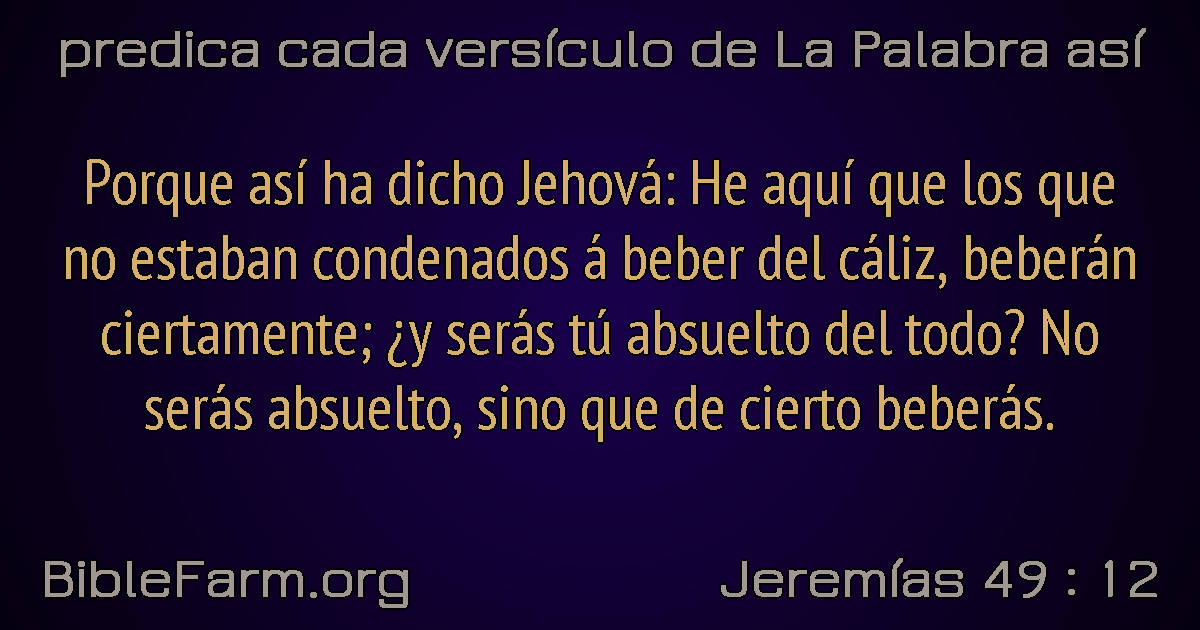 predica cada versículo de La Palabra así
Porque así ha dicho Jehová: He aquí que los que
no estaban condenados á beber del cáliz, beberán
ciertamente; ¿y serás tú absuelto del todo? No
serás absuelto, sino que de cierto beberás.
BibleFarm.org
Jeremías 49 : 12